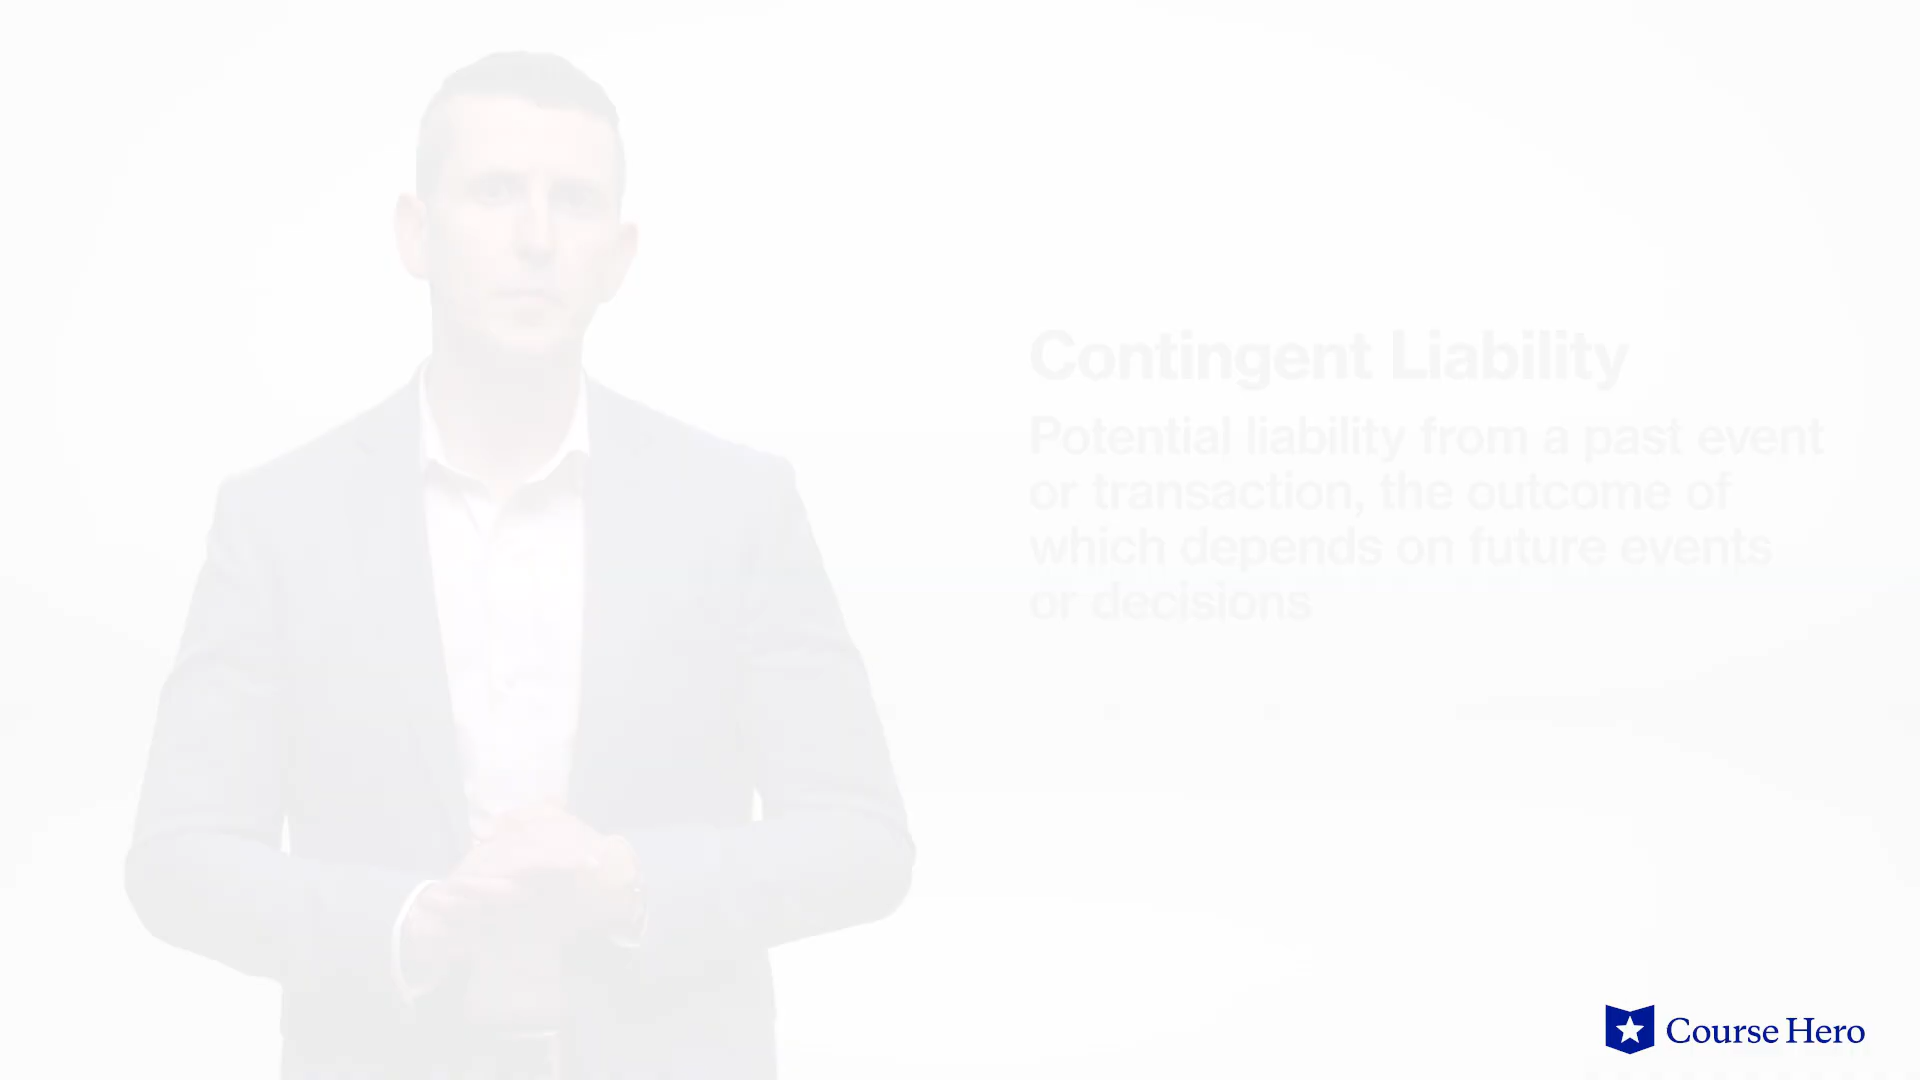 Contingent Liability
Potential liability from a past event
or transaction, the outcome of
which depends on future events
or decisions
Course Hero